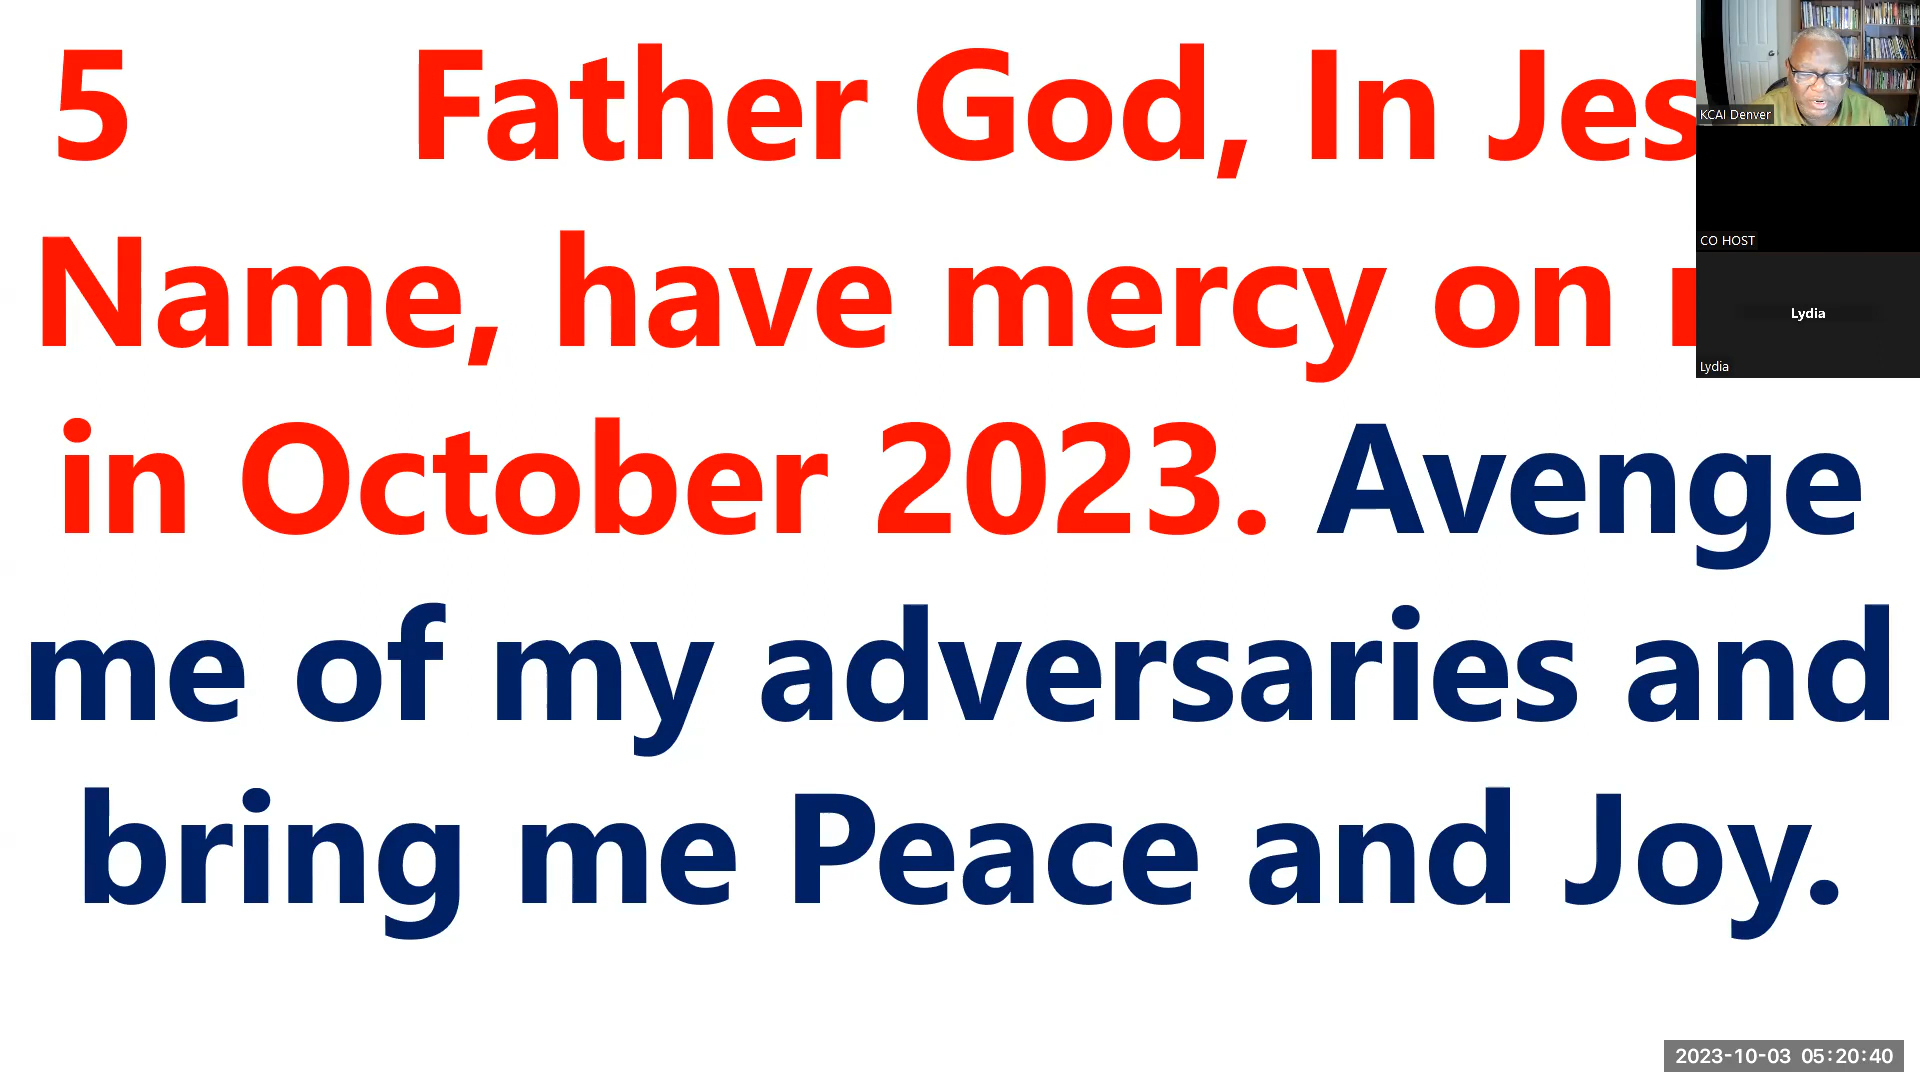 5 Father God, In Jes
Name, have mercy on
in October 2023. Avenge
me of my adversaries and
bring me Peace and Joy.
KCAI Denver
CO HOST
Lydia
Lydia
2023-10-03 05:20:40